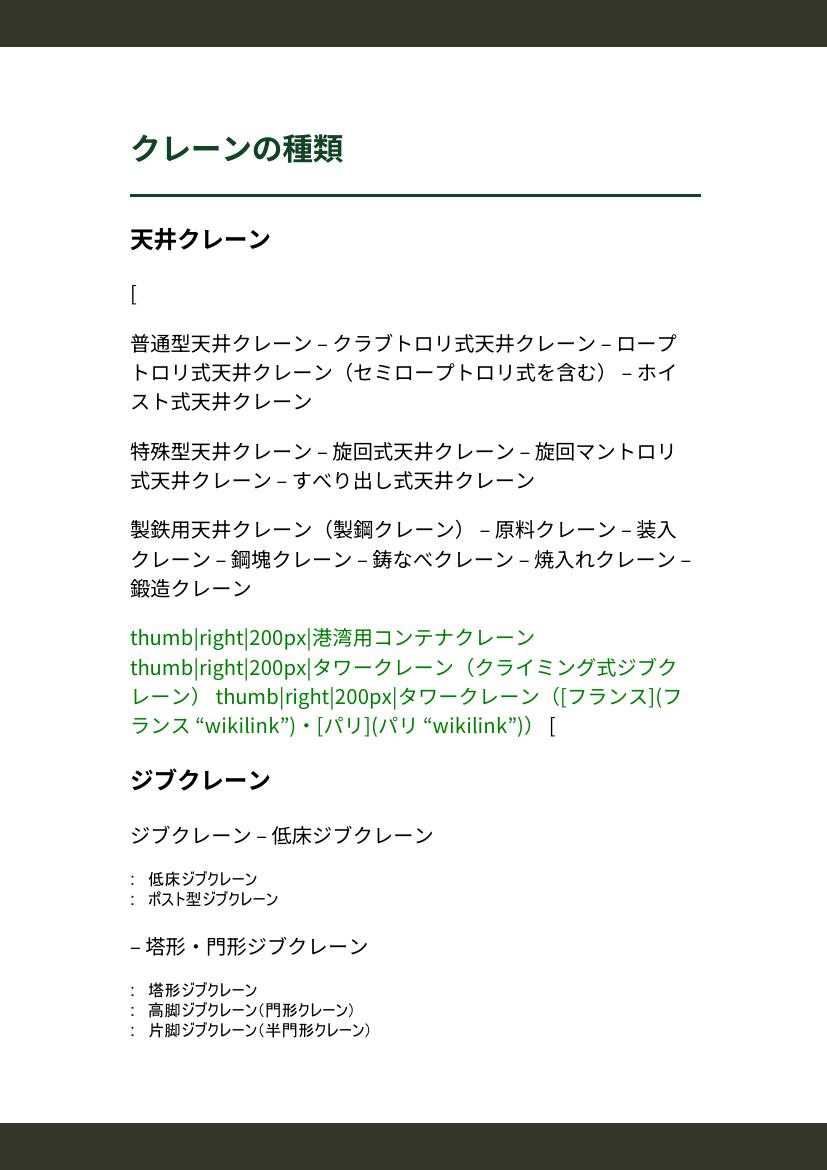 クレーンの種類
天井クレーン
[
普通型天井クレーン – クラブトロリ式天井クレーン – ロープ
トロリ式天井クレーン（セミロープトロリ式を含む） – ホイ
スト式天井クレーン
特殊型天井クレーン – 旋回式天井クレーン – 旋回マントロリ
式天井クレーン – すべり出し式天井クレーン
製鉄用天井クレーン（製鋼クレーン） – 原料クレーン – 装入
クレーン – 鋼塊クレーン – 鋳なべクレーン – 焼入れクレーン –
鍛造クレーン
thumb|right|200px|港湾用コンテナクレーン
thumb|right|200px|タワークレーン（クライミング式ジブク
レーン） thumb|right|200px|タワークレーン（[フランス](フ
ランス “wikilink”)・[パリ](パリ “wikilink”)） [
ジブクレーン
ジブクレーン – 低床ジブクレーン
: 低床ジブクレーン
: ポスト型ジブクレーン
– 塔形・門形ジブクレーン
: 塔形ジブクレーン
: 高脚ジブクレーン（門形クレーン）
: 片脚ジブクレーン（半門形クレーン）